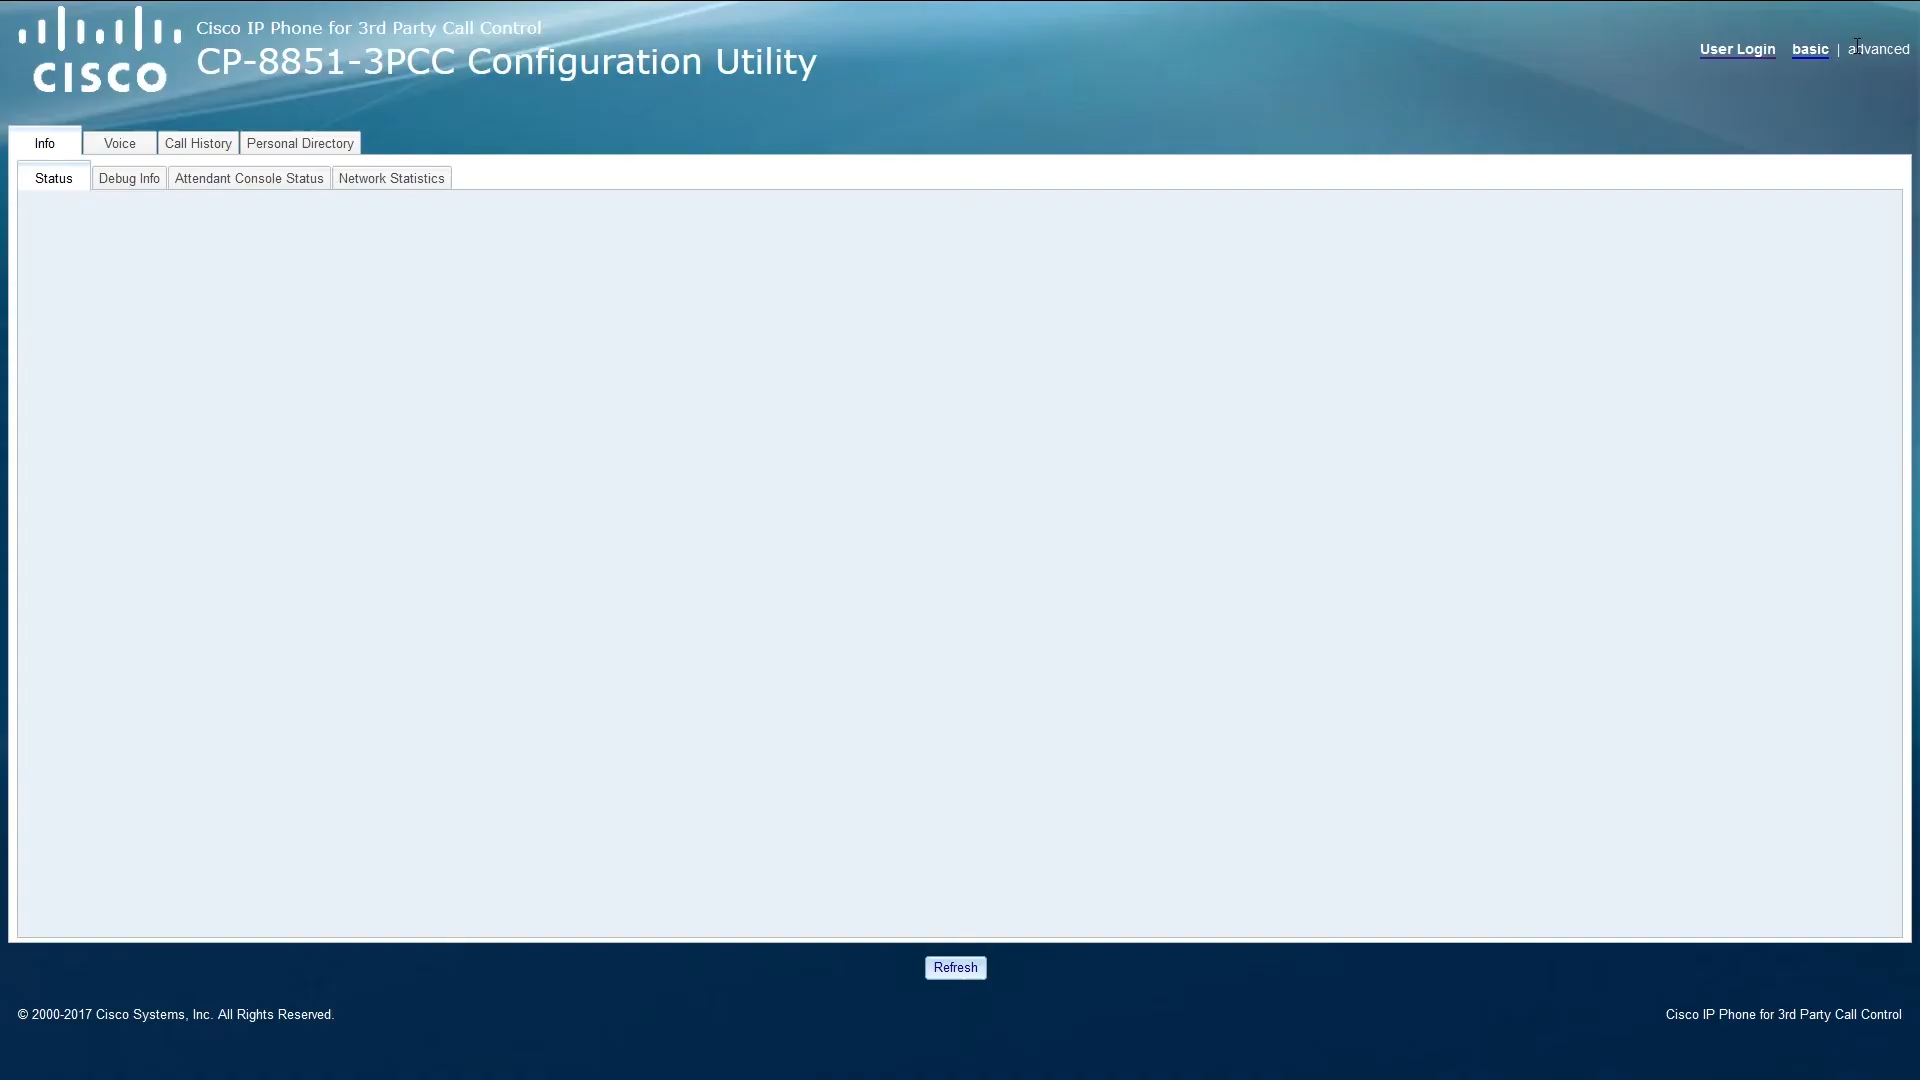 Cisco IP Phone for 3rd Party Call Control
CISCO
CP-8851-3PCC Configuration Utility
User Login basic | advanced
Info Voice Call History Personal Directory
Status Debug Info Attendant Console Status Network Statistics
Refresh
© 2000-2017 Cisco Systems, Inc. All Rights Reserved.
Cisco IP Phone for 3rd Party Call Control